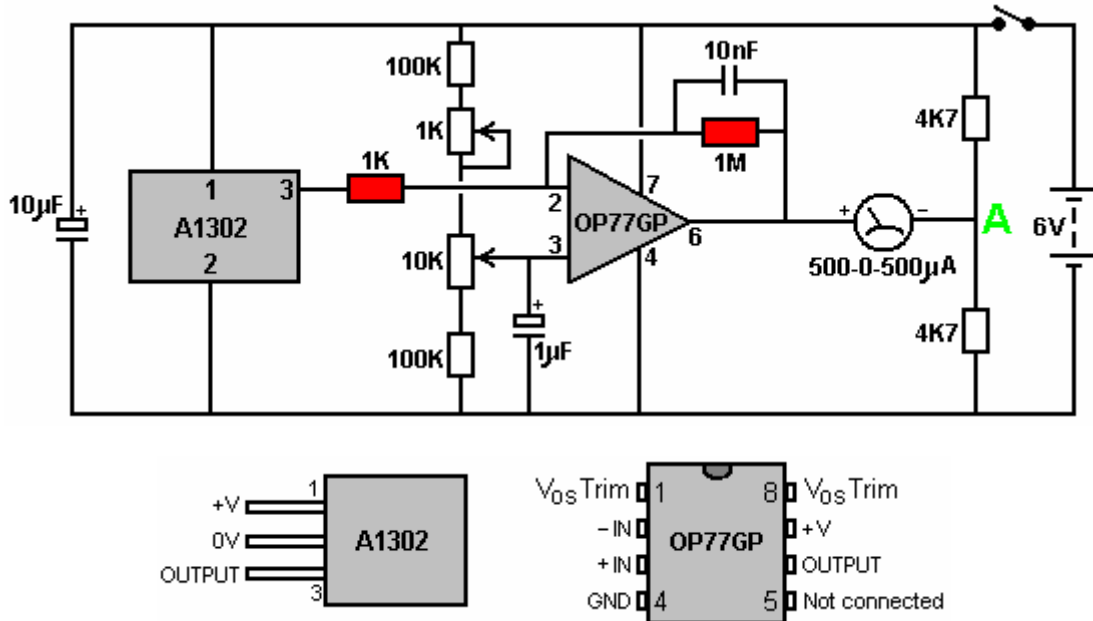 10nF
100K
4K7
1K
1M
1K
1 3
7
10µF +
A1302
2
OP77GP
+ −
A
6V
6
3
4
2
10K
500-0-500µA
+
1µF
4K7
100K
1
+V
0V
A1302
OUTPUT
3
V0S Trim 1 8 V0S Trim
−IN +V
OP77GP
+IN OUTPUT
GND 4 5 Not connected